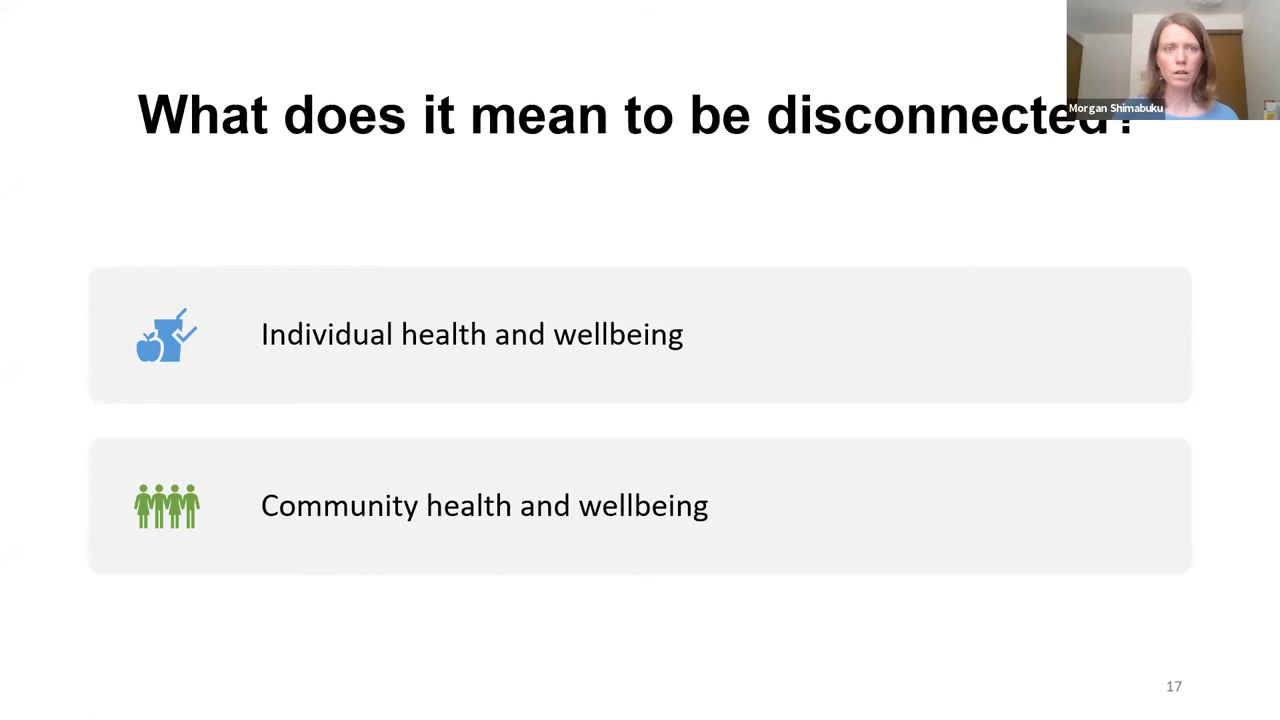 What does it mean to be disconnected?
Morgan Shimabuku
Individual health and wellbeing
Community health and wellbeing
17